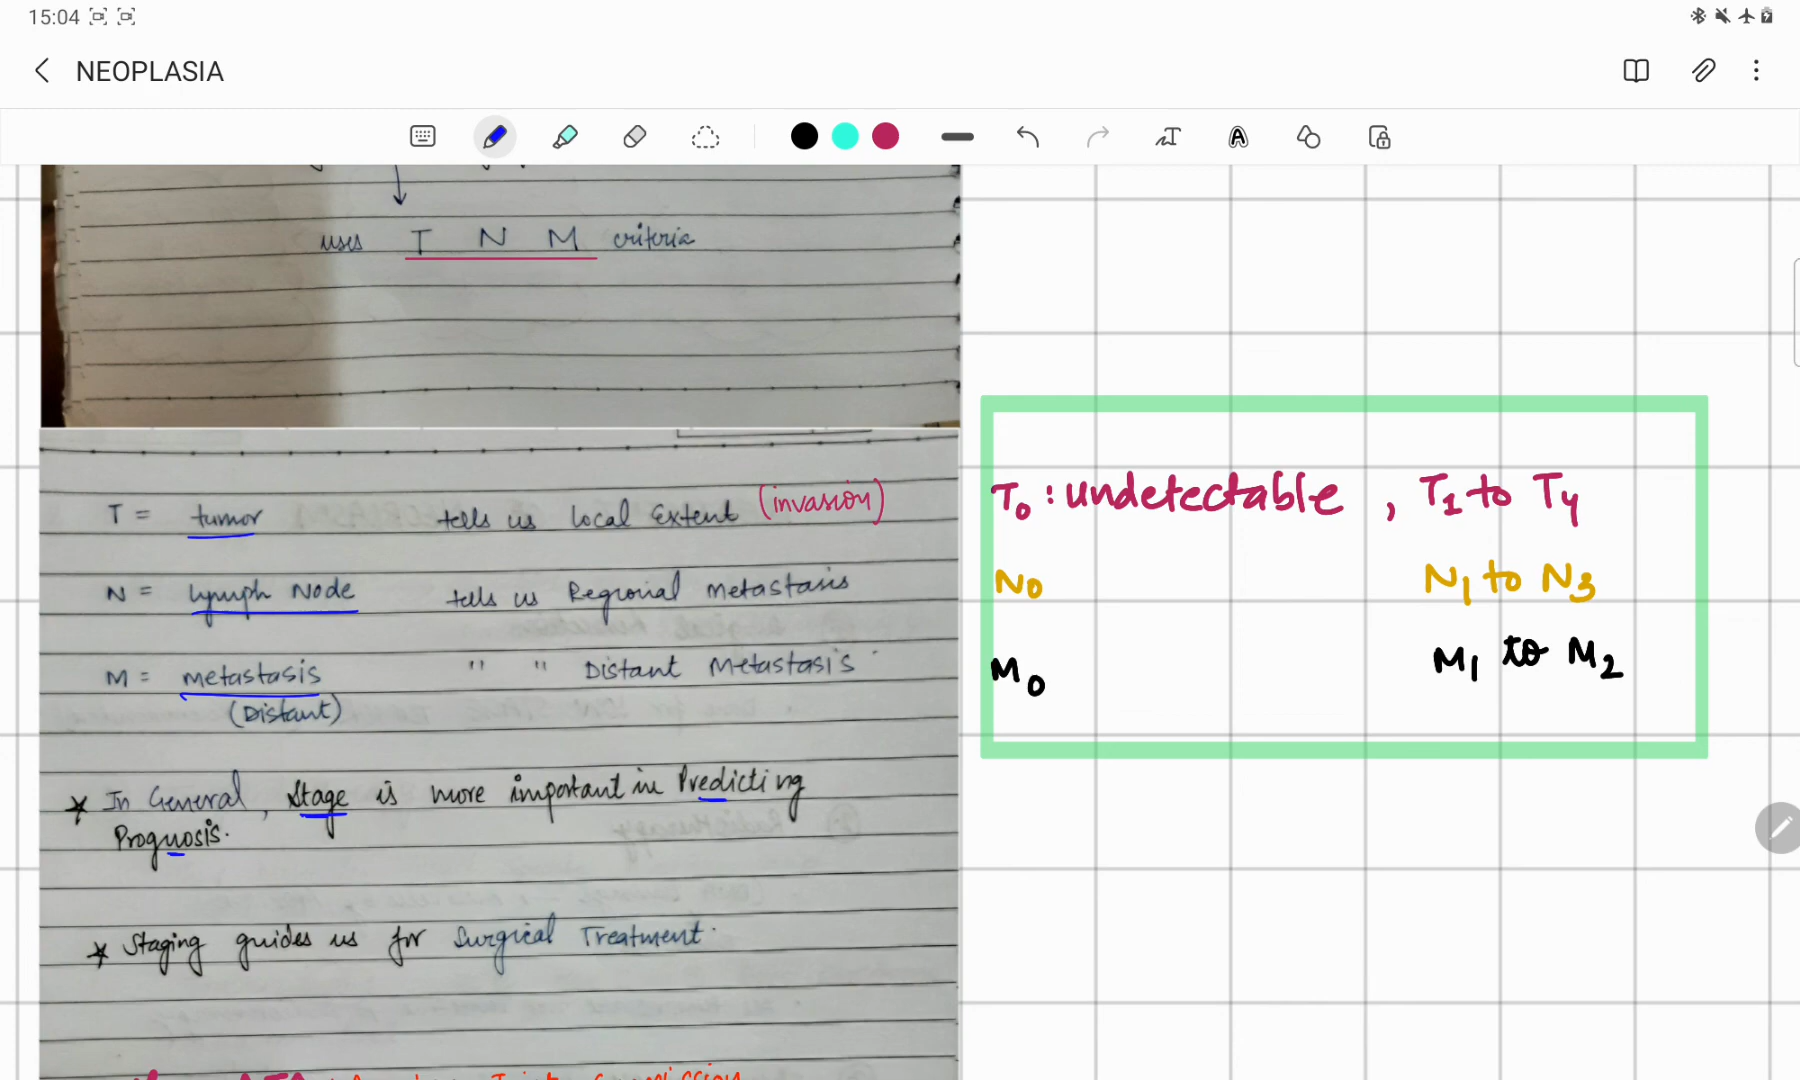 15:04
NEOPLASIA
uses T N M criteria
T = tumor tells us local Extent (invasion)
N = lymph Node tells us Regional Metastasis
M = metastasis " " Distant Metastasis
(Distant)
* In General, Stage is more important in Predicting
Prognosis.
* Staging guides us for Surgical Treatment.
T0 : undetectable , T1 to T4
N0 N1 to N3
M0 M1 to M2